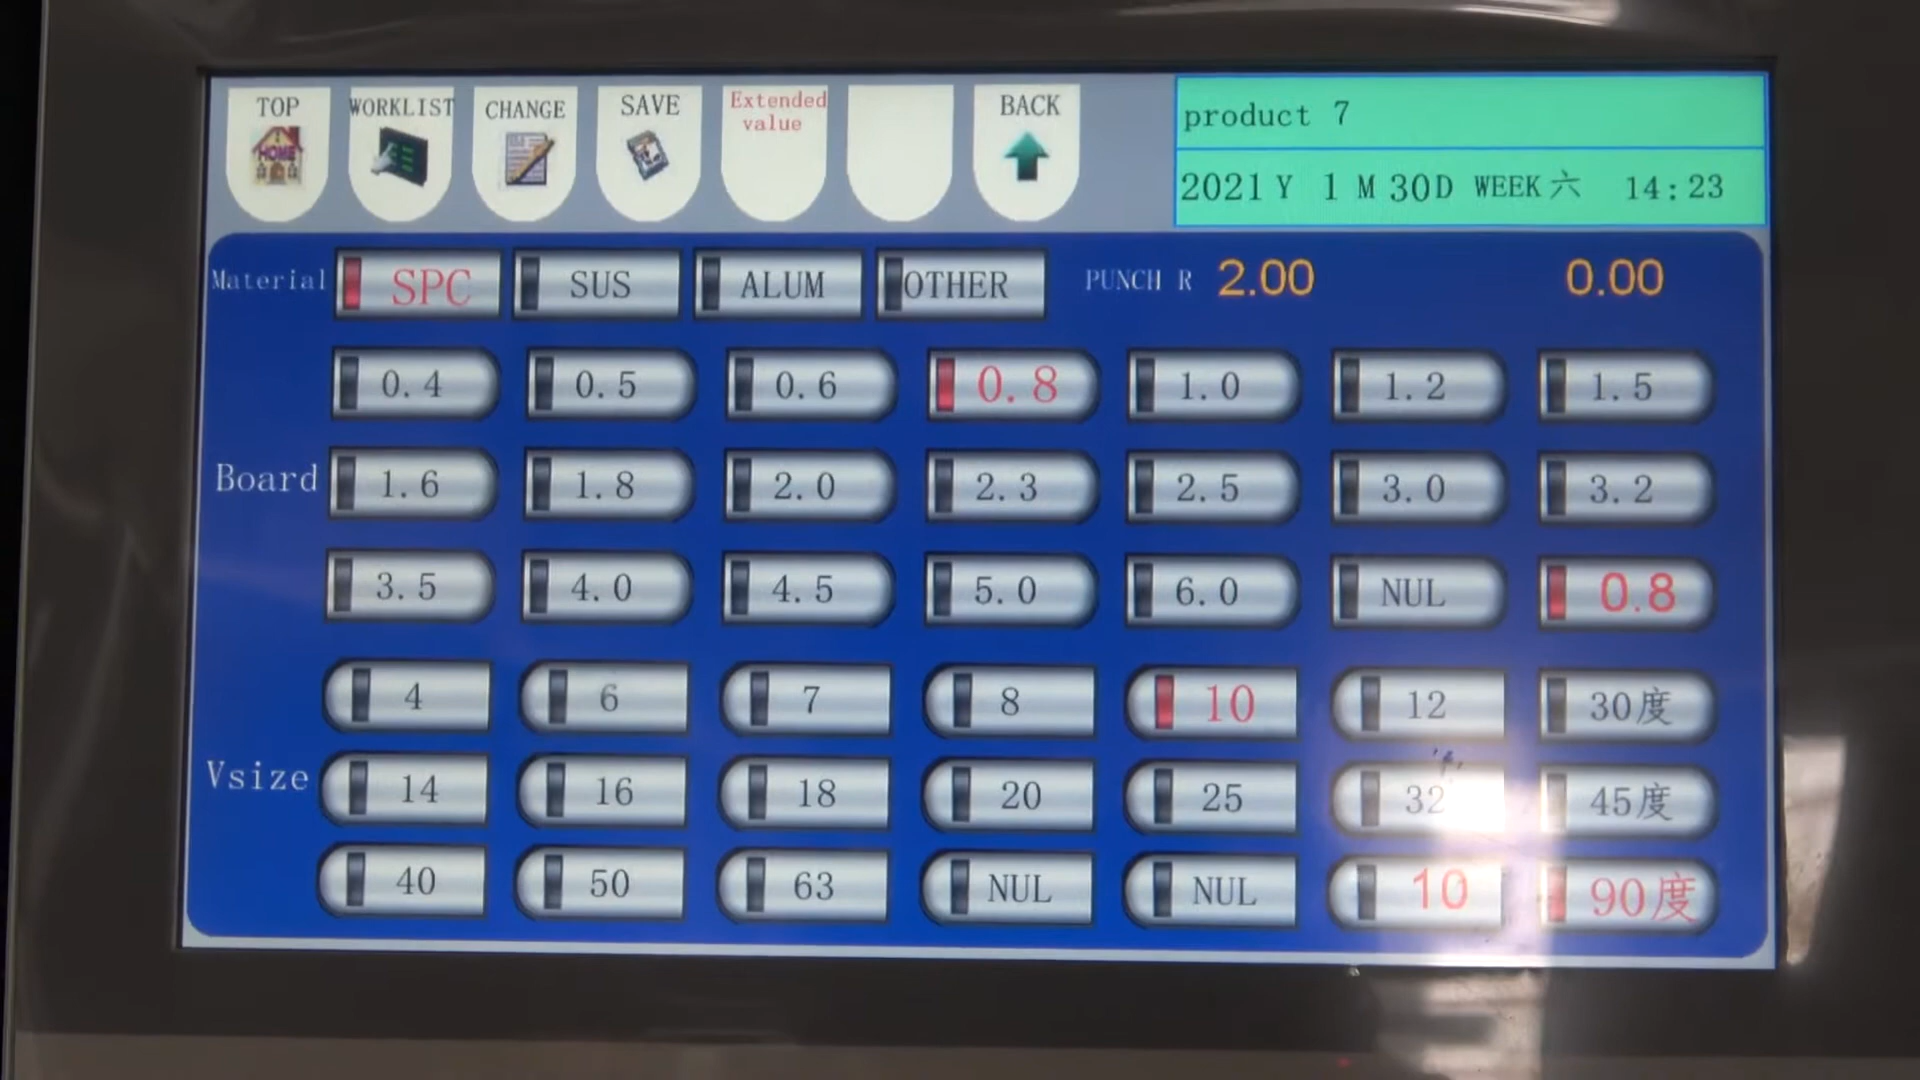 TOP WORKLIST CHANGE SAVE Extended value BACK
product 7
2021 Y 1 M 30 D WEEK 六 14:23
Material SPC SUS ALUM OTHER PUNCH R 2.00 0.00
0.4 0.5 0.6 0.8 1.0 1.2 1.5
Board 1.6 1.8 2.0 2.3 2.5 3.0 3.2
3.5 4.0 4.5 5.0 6.0 NUL 0.8
4 6 7 8 10 12 30度
Vsize 14 16 18 20 25 32 45度
40 50 63 NUL NUL 10 90度